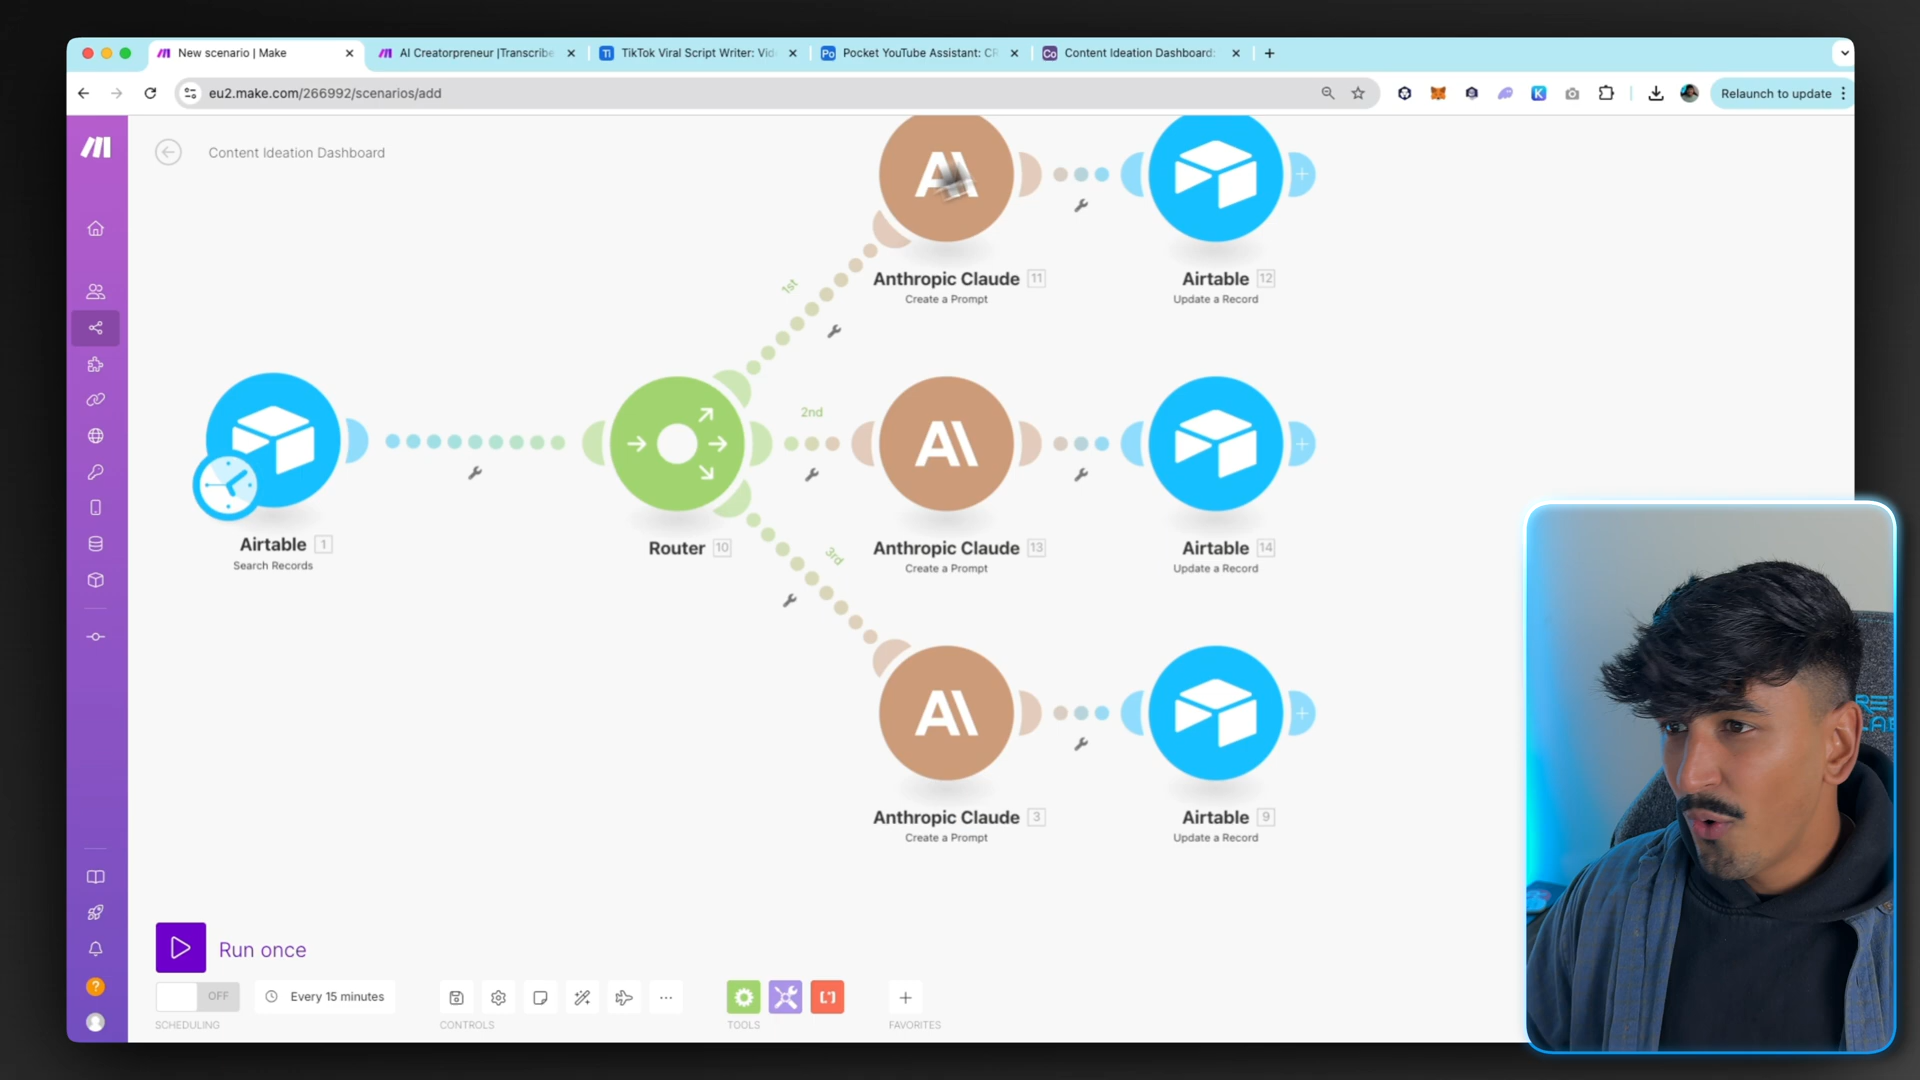 New scenario | Make
AI Creatorpreneur |Transcribe
TikTok Viral Script Writer: Vid
Pocket YouTube Assistant: CR
Content Ideation Dashboard:
eu2.make.com/266992/scenarios/add
Relaunch to update
Content Ideation Dashboard
Anthropic Claude 11
Create a Prompt
Airtable 12
Update a Record
1st
2nd
3rd
Airtable 1
Search Records
Router 10
Anthropic Claude 13
Create a Prompt
Airtable 14
Update a Record
Anthropic Claude 3
Create a Prompt
Airtable 9
Update a Record
Run once
OFF
Every 15 minutes
SCHEDULING
CONTROLS
TOOLS
FAVORITES